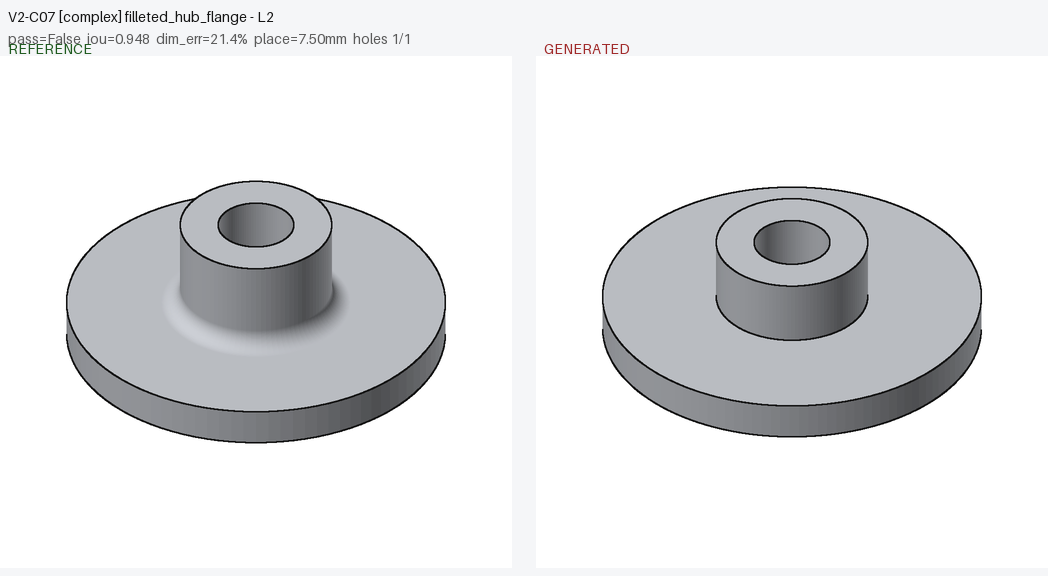 V2-C07 [complex] filleted_hub_flange - L2
pass=False iou=0.948 dim_err=21.4% place=7.50mm holes 1/1
REFERENCE
GENERATED